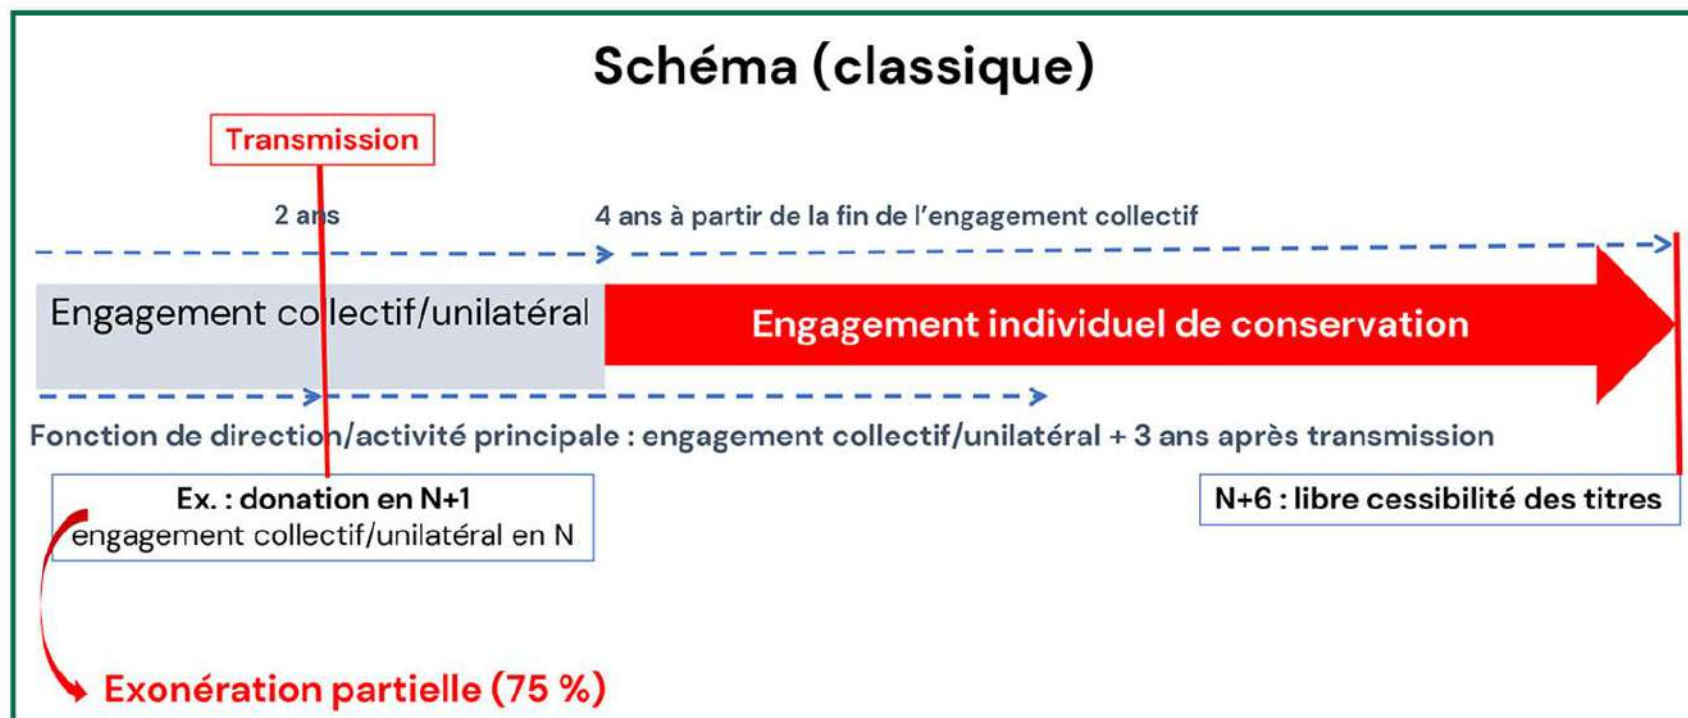 Schéma (classique)
Transmission
2 ans
4 ans à partir de la fin de l'engagement collectif
Engagement collectif/unilatéral
Engagement individuel de conservation
Fonction de direction/activité principale : engagement collectif/unilatéral + 3 ans après transmission
Ex. : donation en N+1
engagement collectif/unilatéral en N
N+6 : libre cessibilité des titres
Exonération partielle (75 %)